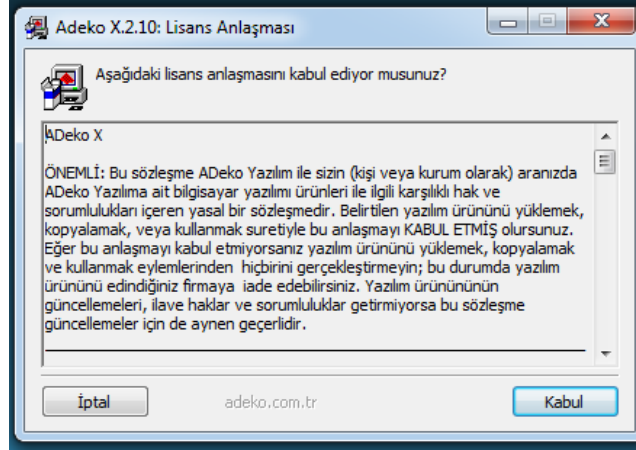 Adeko X.2.10: Lisans Anlaşması
Aşağıdaki lisans anlaşmasını kabul ediyor musunuz?
ADeko X
ÖNEMLİ: Bu sözleşme ADeko Yazılım ile sizin (kişi veya kurum olarak) aranızda
ADeko Yazılıma ait bilgisayar yazılımı ürünleri ile ilgili karşılıklı hak ve
sorumlulukları içeren yasal bir sözleşmedir. Belirtilen yazılım ürününü yüklemek,
kopyalamak, veya kullanmak suretiyle bu anlaşmayı KABUL ETMİŞ olursunuz.
Eğer bu anlaşmayı kabul etmiyorsanız yazılım ürününü yüklemek, kopyalamak
ve kullanmak eylemlerinden hiçbirini gerçekleştirmeyin; bu durumda yazılım
ürününü edindiğiniz firmaya iade edebilirsiniz. Yazılım ürünününün
güncellemeleri, ilave haklar ve sorumluluklar getirmiyorsa bu sözleşme
güncellemeler için de aynen geçerlidir.
İptal adeko.com.tr Kabul